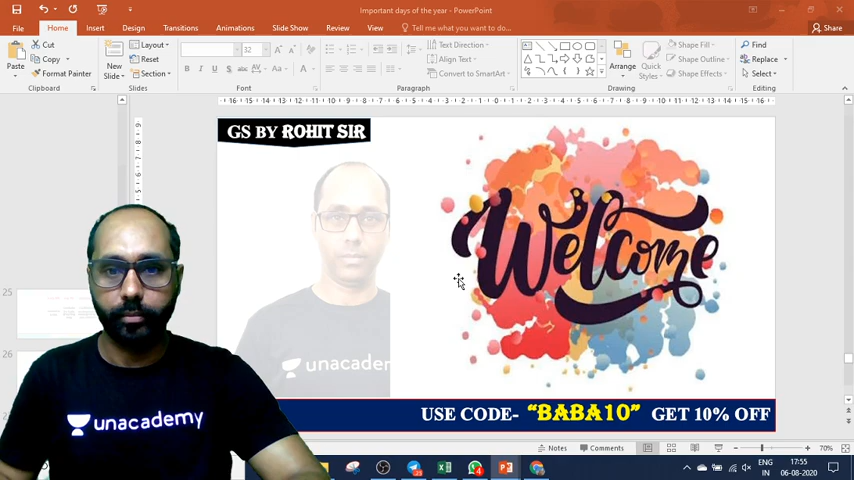 Important days of the year - PowerPoint
File
Home
Insert
Design
Transitions
Animations
Slide Show
Review
View
Tell me what you want to do...
Share
Paste
Cut
Copy
Format Painter
Clipboard
New
Slide
Layout
Reset
Section
Slides
32
Font
Paragraph
Text Direction
Align Text
Convert to SmartArt
Arrange
Quick
Styles
Shape Fill
Shape Outline
Shape Effects
Drawing
Find
Replace
Select
Editing
GS BY ROHIT SIR
Welcome
unacademy
unacademy
25
26
USE CODE- “BABA10” GET 10% OFF
Notes
Comments
70%
ENG
IN
17:55
06-08-2020